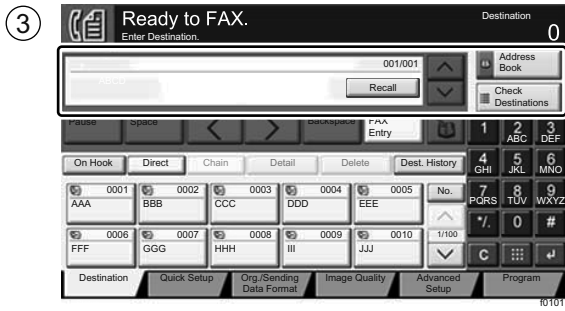 3
Ready to FAX.
Enter Destination.
Destination
0
001/001
Recall
Address
Book
Check
Destinations
Pause
Space
Backspace
FAX
Entry
1
2
ABC
3
DEF
On Hook
Direct
Chain
Detail
Delete
Dest. History
4
GHI
5
JKL
6
MNO
0001
AAA
0002
BBB
0003
CCC
0004
DDD
0005
EEE
No.
7
PQRS
8
TUV
9
WXYZ
*/.
0
#
0006
FFF
0007
GGG
0008
HHH
0009
III
0010
JJJ
1/100
C
Destination
Quick Setup
Org./Sending
Data Format
Image Quality
Advanced
Setup
Program
f0101